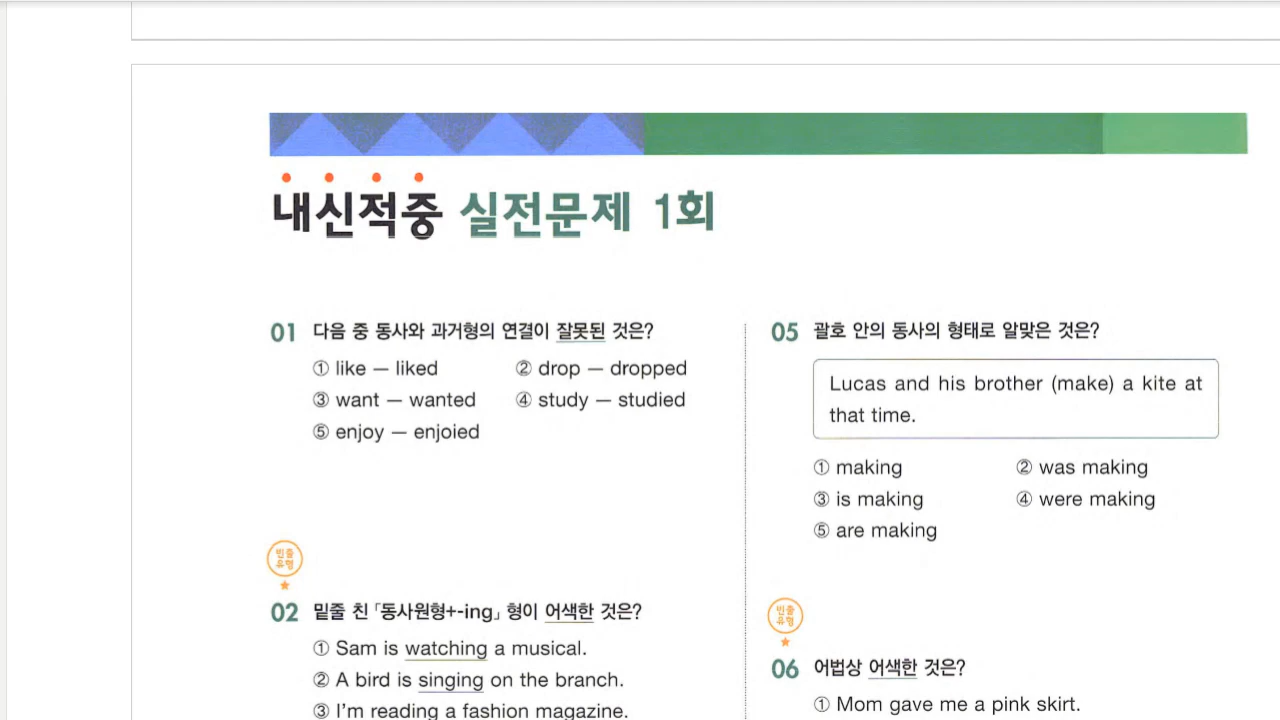 내신적중 실전문제 1회
01 다음 중 동사와 과거형의 연결이 잘못된 것은?
① like — liked ② drop — dropped
③ want — wanted ④ study — studied
⑤ enjoy — enjoied
빈출
유형
02 밑줄 친 「동사원형+-ing」 형이 어색한 것은?
① Sam is watching a musical.
② A bird is singing on the branch.
③ I'm reading a fashion magazine.
05 괄호 안의 동사의 형태로 알맞은 것은?
Lucas and his brother (make) a kite at
that time.
① making ② was making
③ is making ④ were making
⑤ are making
빈출
유형
06 어법상 어색한 것은?
① Mom gave me a pink skirt.